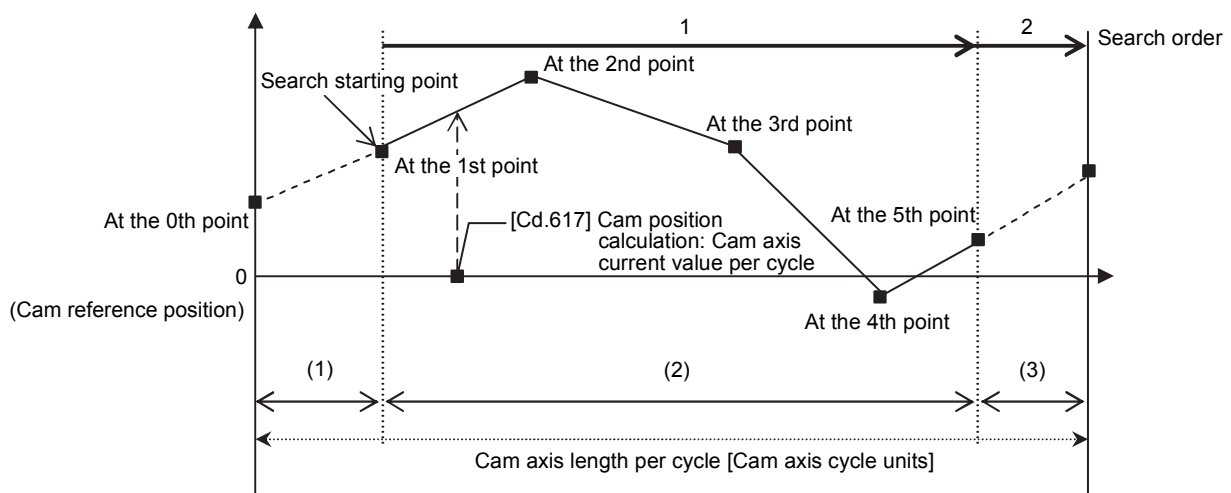 1
2
Search order
At the 2nd point
Search starting point
At the 3rd point
At the 1st point
At the 0th point
[Cd.617] Cam position
calculation: Cam axis
current value per cycle
At the 5th point
0
(Cam reference position)
At the 4th point
(1)
(2)
(3)
Cam axis length per cycle [Cam axis cycle units]